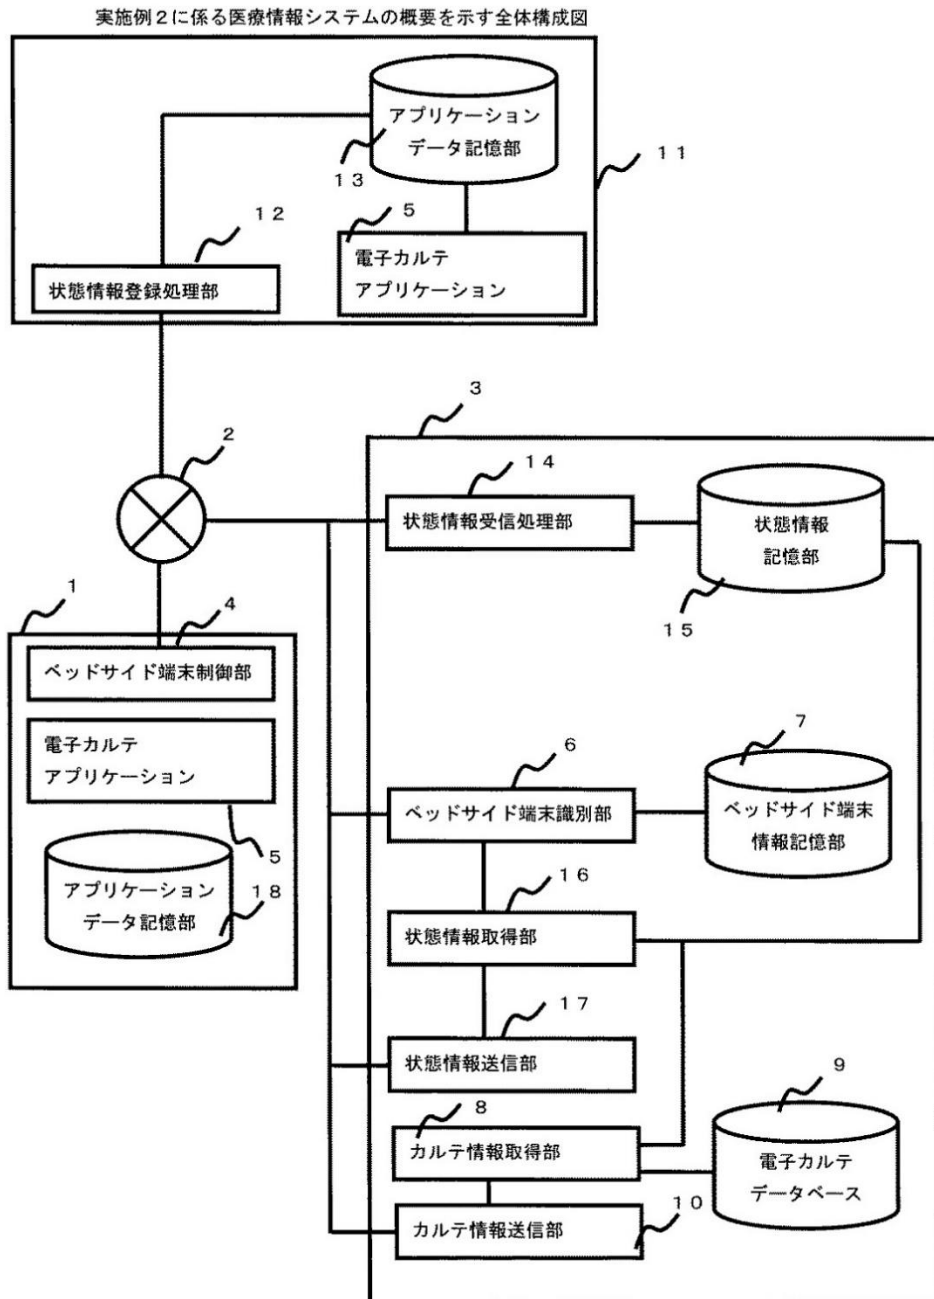 実施例２に係る医療情報システムの概要を示す全体構成図
アプリケーション
データ記憶部
１３
１１
１２
５
電子カルテ
アプリケーション
状態情報登録処理部
３
２
１４
状態情報受信処理部
状態情報
記憶部
１５
１
４
ベッドサイド端末制御部
電子カルテ
アプリケーション
５
アプリケーション
データ記憶部
１８
６
７
ベッドサイド端末識別部
ベッドサイド端末
情報記憶部
１６
状態情報取得部
１７
状態情報送信部
８
９
カルテ情報取得部
電子カルテ
データベース
カルテ情報送信部
１０